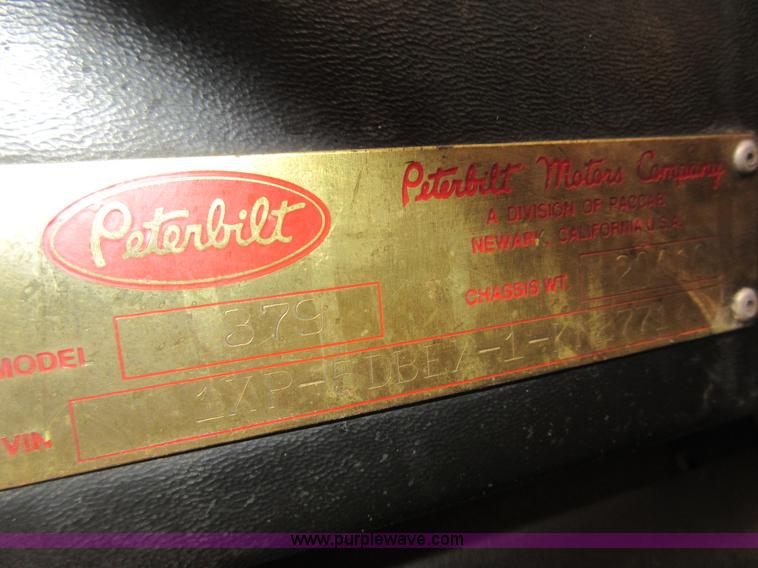 Peterbilt
Peterbilt Motors Company
A DIVISION OF PACCAR
NEWARK, CALIFORNIA U.S.A.
CHASSIS WT.
MODEL 379
VIN
www.purplewave.com